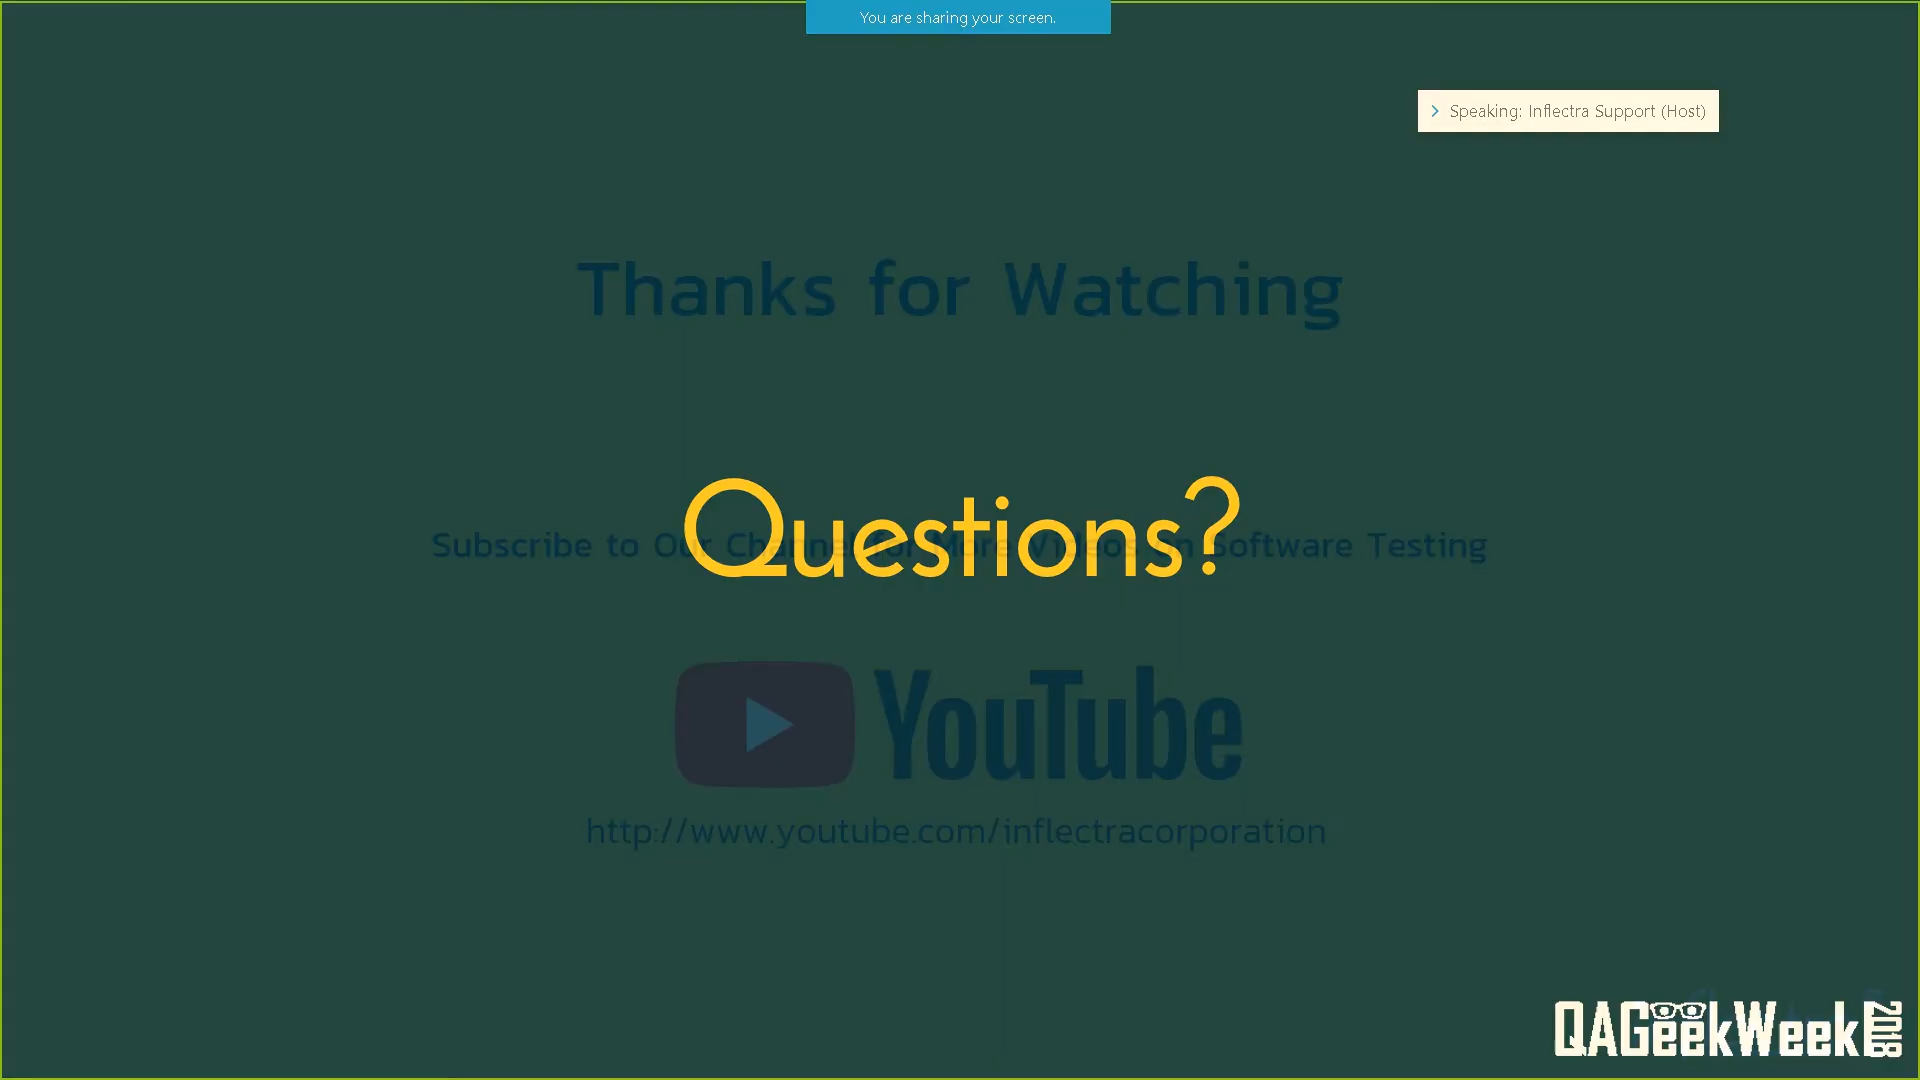 You are sharing your screen.
Speaking: Inflectra Support (Host)
Thanks for Watching
Questions?
Subscribe to Our Channel for More Videos on Software Testing
YouTube
http://www.youtube.com/inflectracorporation
QAGeekWeek 2018